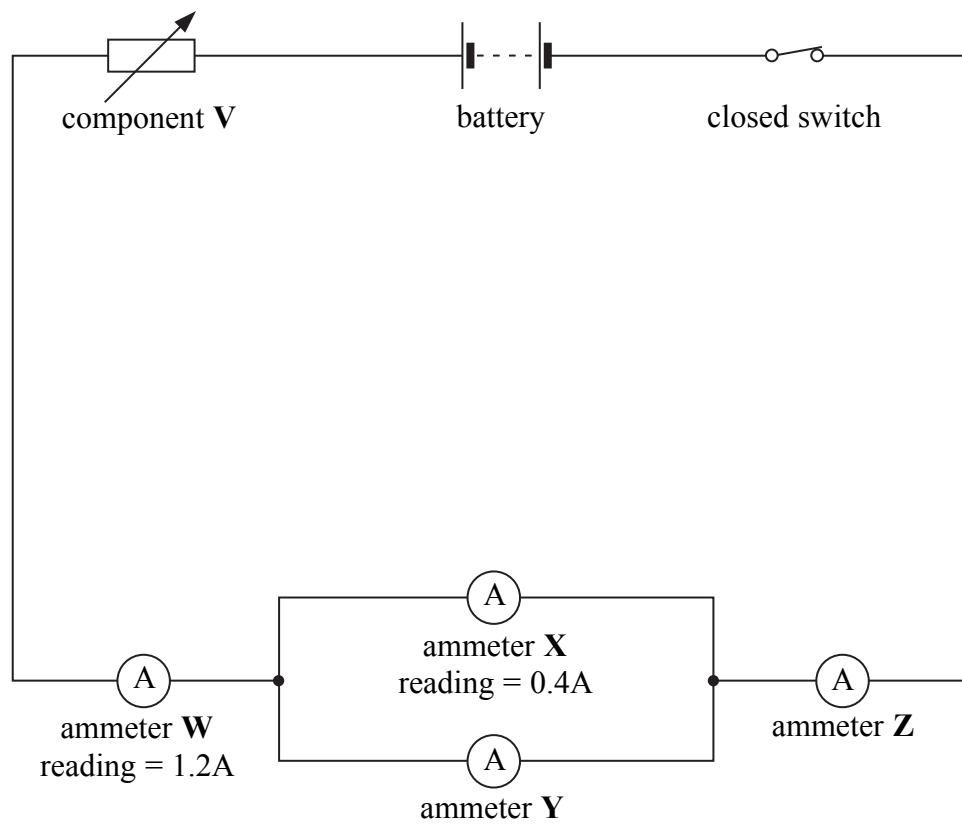 component V
battery
closed switch
A
ammeter X
reading = 0.4A
A
ammeter W
reading = 1.2A
A
ammeter Z
A
ammeter Y